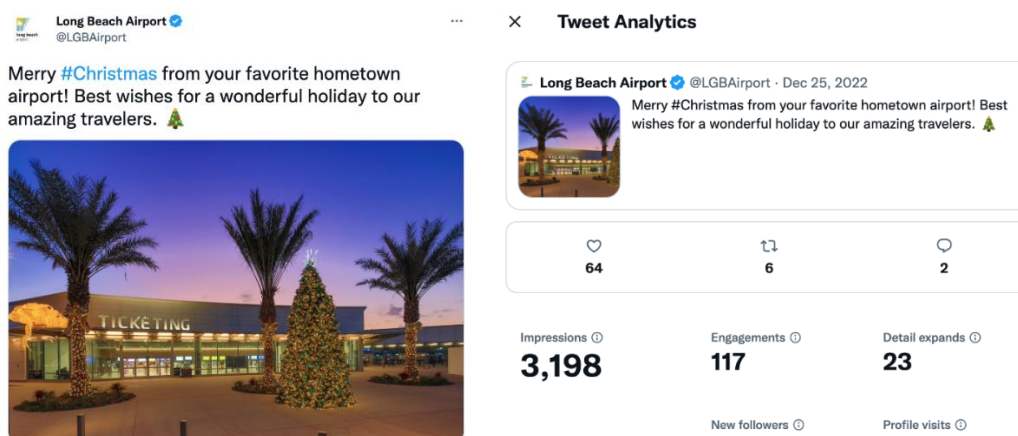 Long Beach Airport
@LGBAirport
Merry #Christmas from your favorite hometown
airport! Best wishes for a wonderful holiday to our
amazing travelers. 🎄
TICKETING
Tweet Analytics
Long Beach Airport @LGBAirport · Dec 25, 2022
Merry #Christmas from your favorite hometown airport! Best
wishes for a wonderful holiday to our amazing travelers. 🎄
TICKETING
64 6 2
Impressions Engagements Detail expands
3,198 117 23
New followers Profile visits